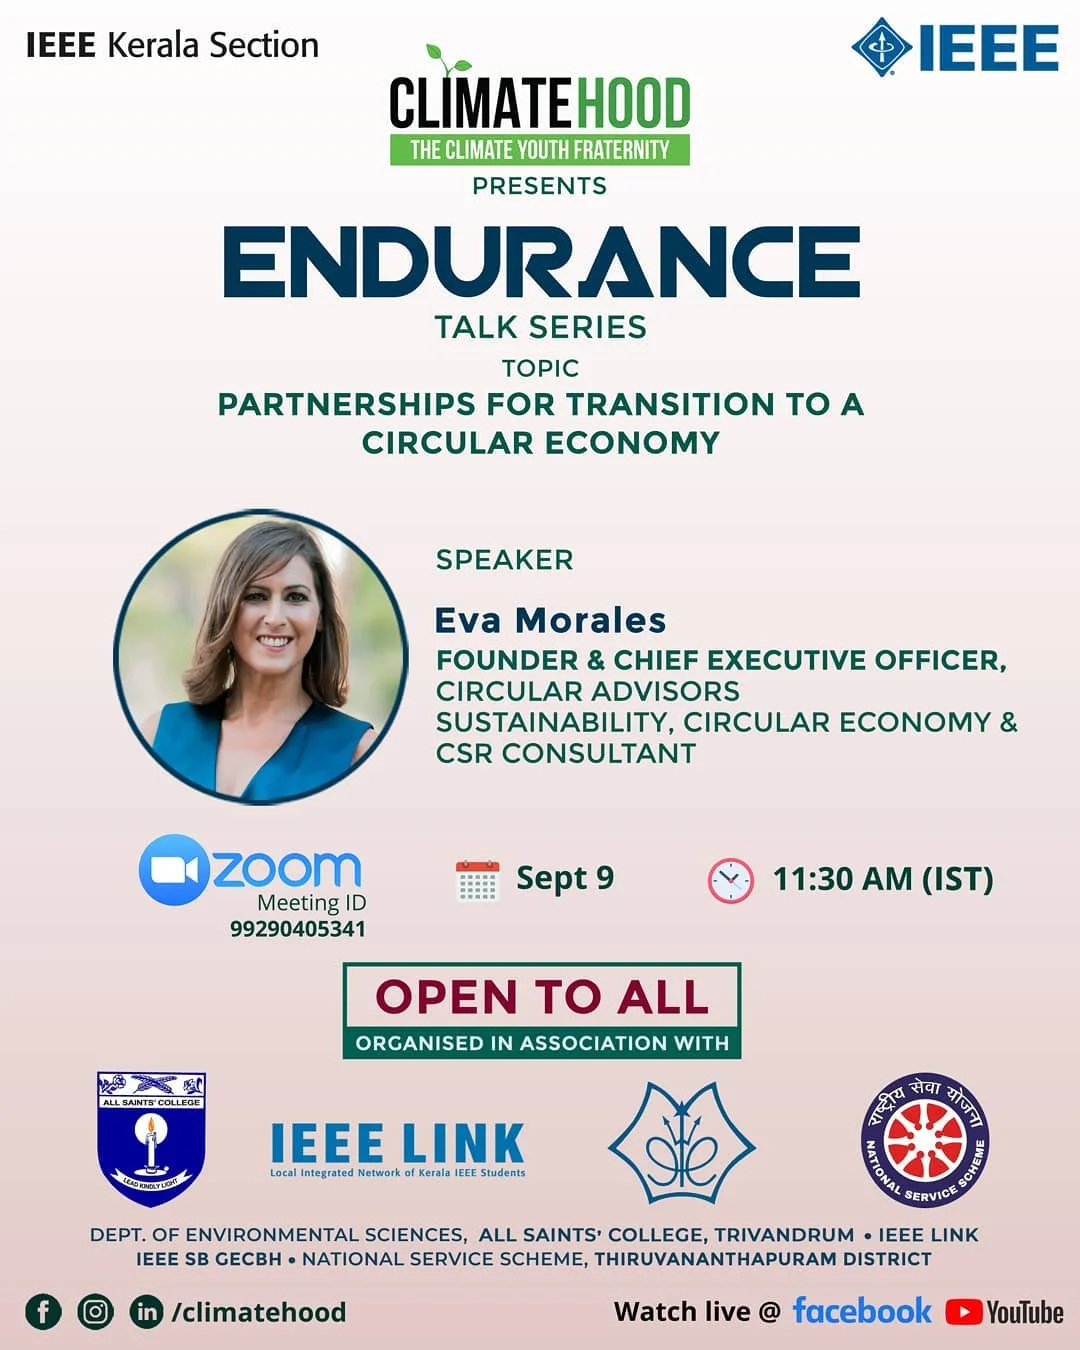 IEEE Kerala Section
IEEE
CLIMATEHOOD
THE CLIMATE YOUTH FRATERNITY
PRESENTS
ENDURANCE
TALK SERIES
TOPIC
PARTNERSHIPS FOR TRANSITION TO A
CIRCULAR ECONOMY
SPEAKER
Eva Morales
FOUNDER & CHIEF EXECUTIVE OFFICER,
CIRCULAR ADVISORS
SUSTAINABILITY, CIRCULAR ECONOMY &
CSR CONSULTANT
zoom
Meeting ID
99290405341
Sept 9
11:30 AM (IST)
OPEN TO ALL
ORGANISED IN ASSOCIATION WITH
ALL SAINTS' COLLEGE
LEAD KINDLY LIGHT
IEEE LINK
Local Integrated Network of Kerala IEEE Students
राष्ट्रीय सेवा योजना
NATIONAL SERVICE SCHEME
DEPT. OF ENVIRONMENTAL SCIENCES, ALL SAINTS' COLLEGE, TRIVANDRUM • IEEE LINK
IEEE SB GECBH • NATIONAL SERVICE SCHEME, THIRUVANANTHAPURAM DISTRICT
/climatehood
Watch live @ facebook YouTube